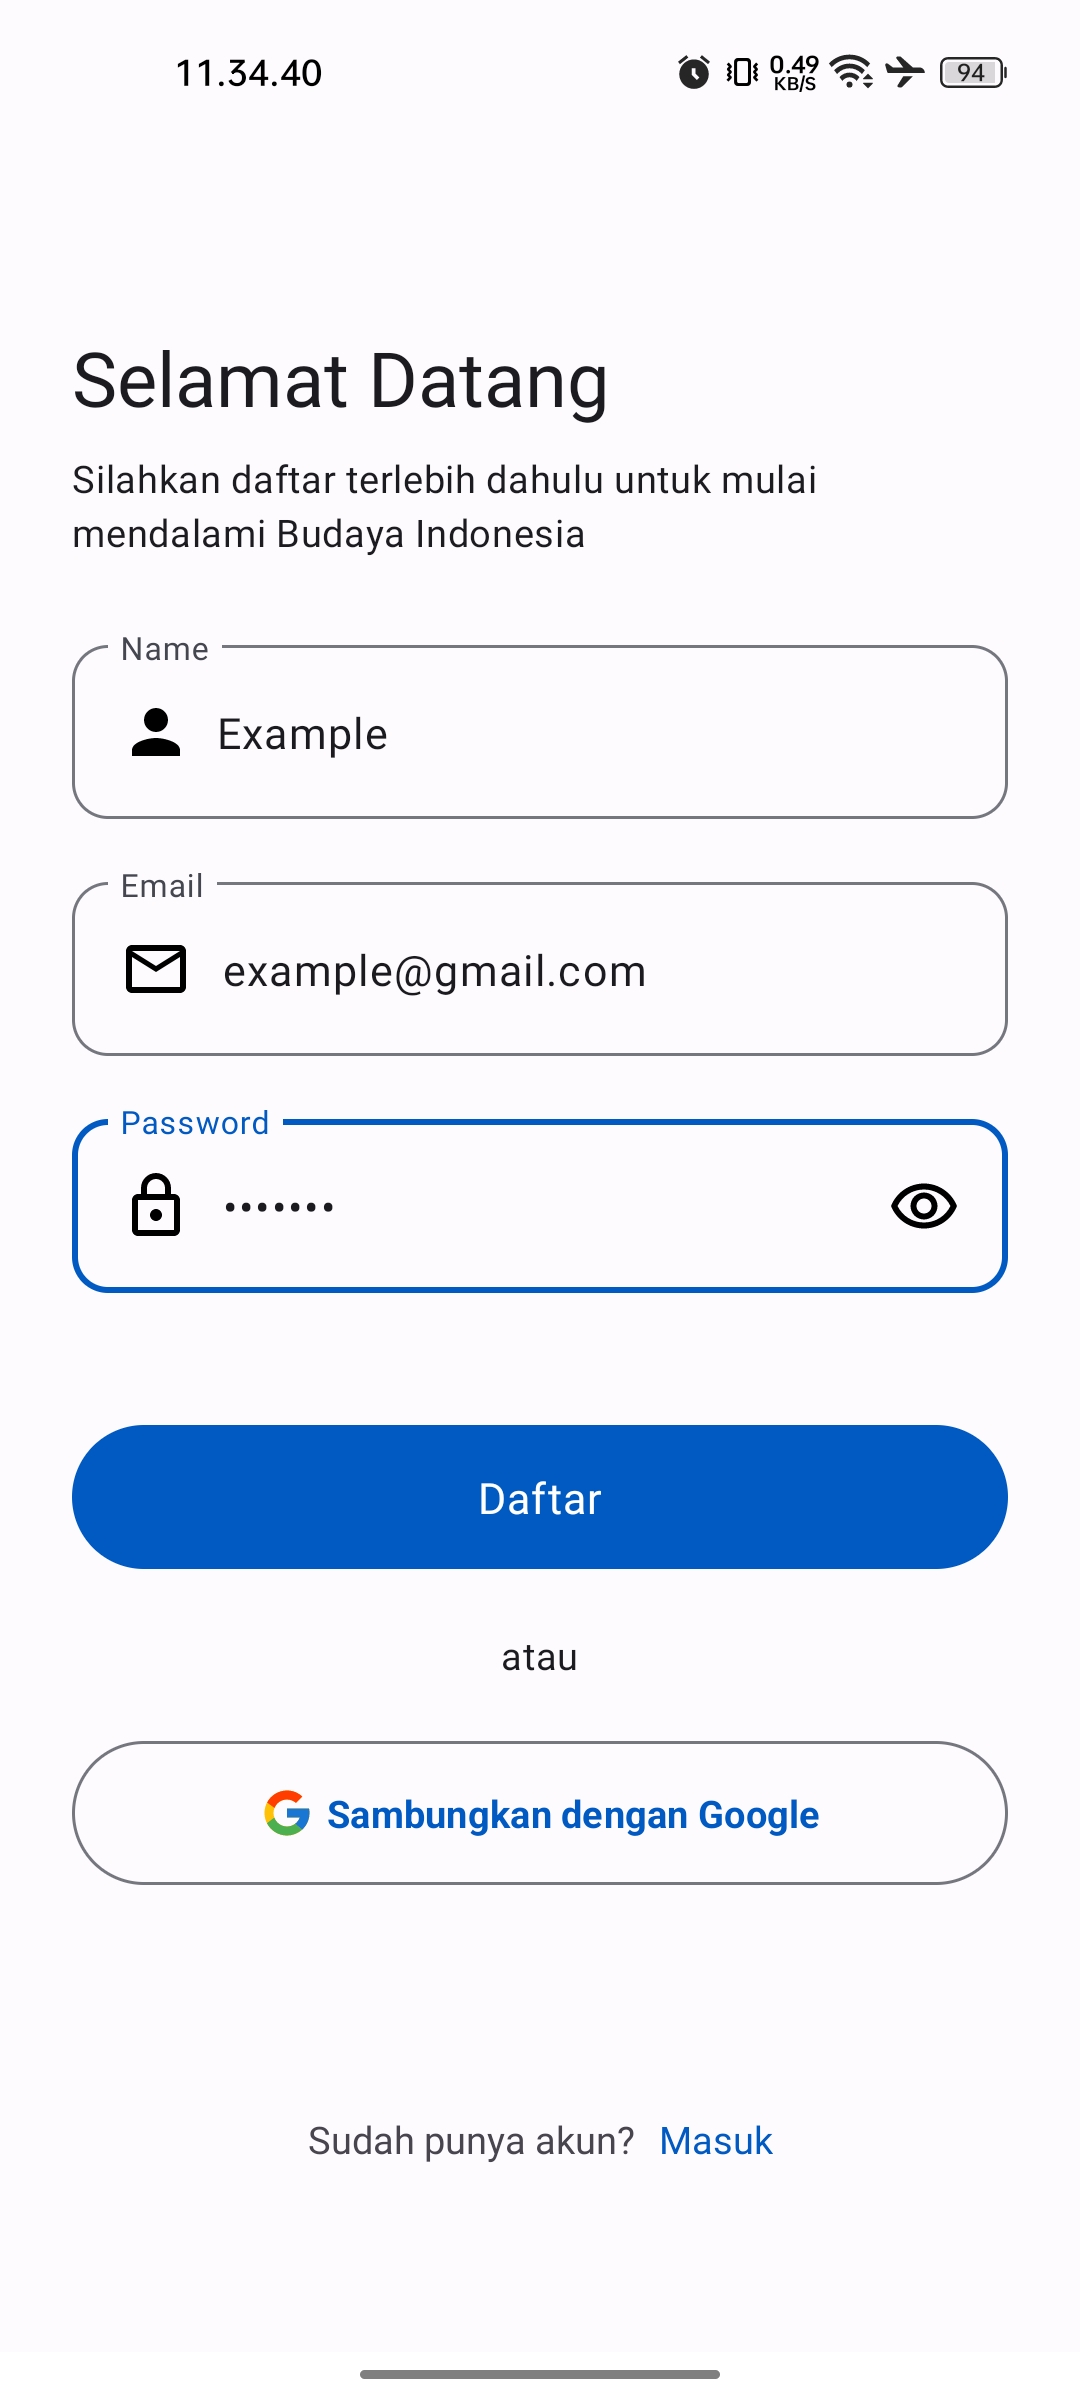 11.34.40
0.49
KB/S
94
Selamat Datang
Silahkan daftar terlebih dahulu untuk mulai
mendalami Budaya Indonesia
Name
Example
Email
example@gmail.com
Password
•••••••
Daftar
atau
Sambungkan dengan Google
Sudah punya akun? Masuk